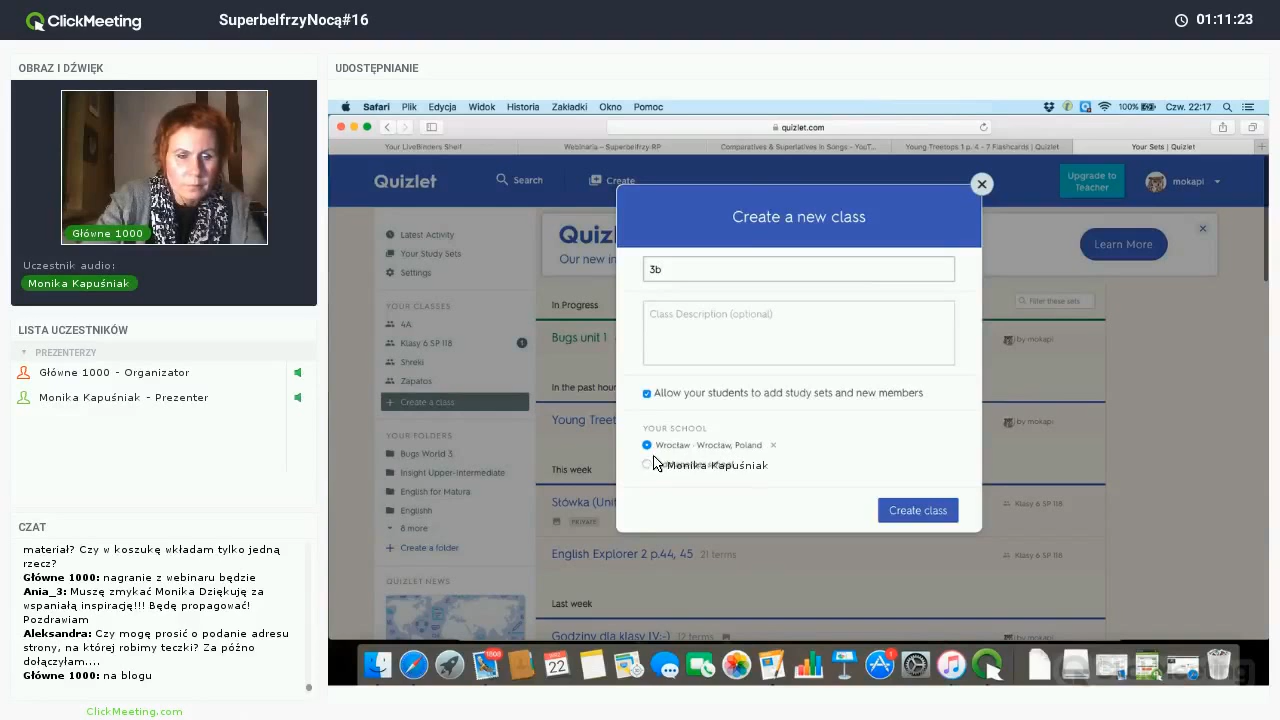 ClickMeeting
SuperbelfrzyNocą#16
01:11:23
OBRAZ I DŹWIĘK
Główne 1000
Uczestnik audio:
Monika Kapuśniak
LISTA UCZESTNIKÓW
PREZENTERZY
Główne 1000 - Organizator
Monika Kapuśniak - Prezenter
CZAT
materiał? Czy w koszukę wkładam tylko jedną
rzecz?
Główne 1000: nagranie z webinaru będzie
Ania_3: Muszę zmykać Monika Dziękuję za
wspaniałą inspirację!!! Będę propagować!
Pozdrawiam
Aleksandra: Czy mogę prosić o podanie adresu
strony, na której robimy teczki? Za późno
dołączyłam....
Główne 1000: na blogu
ClickMeeting.com
UDOSTĘPNIANIE
Safari Plik Edycja Widok Historia Zakładki Okno Pomoc
100% Czw. 22:17
quizlet.com
Your LiveBinders Shelf
Webinaria – Superbelfrzy RP
Comparatives & Superlatives in Songs - YouT...
Young Treetops 1 p. 4 - 7 Flashcards | Quizlet
Your Sets | Quizlet
Quizlet
Search
Create
Upgrade to
Teacher
mokapi
Latest Activity
Your Study Sets
Settings
YOUR CLASSES
4A
Klasy 6 SP 118
1
Shreki
Zapatos
+ Create a class
YOUR FOLDERS
Bugs World 3
Insight Upper-Intermediate
English for Matura
Englishh
8 more
+ Create a folder
QUIZLET NEWS
Quizl
Our new in
Learn More
In Progress
Filter these sets
Bugs unit 1
by mokapi
In the past hour
Young Treet
by mokapi
This week
Słówka (Unit
PRIVATE
Klasy 6 SP 118
English Explorer 2 p.44, 45 21 terms
Klasy 6 SP 118
Last week
Godziny dla klasy IV;-) 12 terms
by mokapi
Create a new class
3b
Class Description (optional)
Allow your students to add study sets and new members
YOUR SCHOOL
Wrocław - Wrocław, Poland
Monika Kapuśniak
Create class
22
1
ClickMeeting